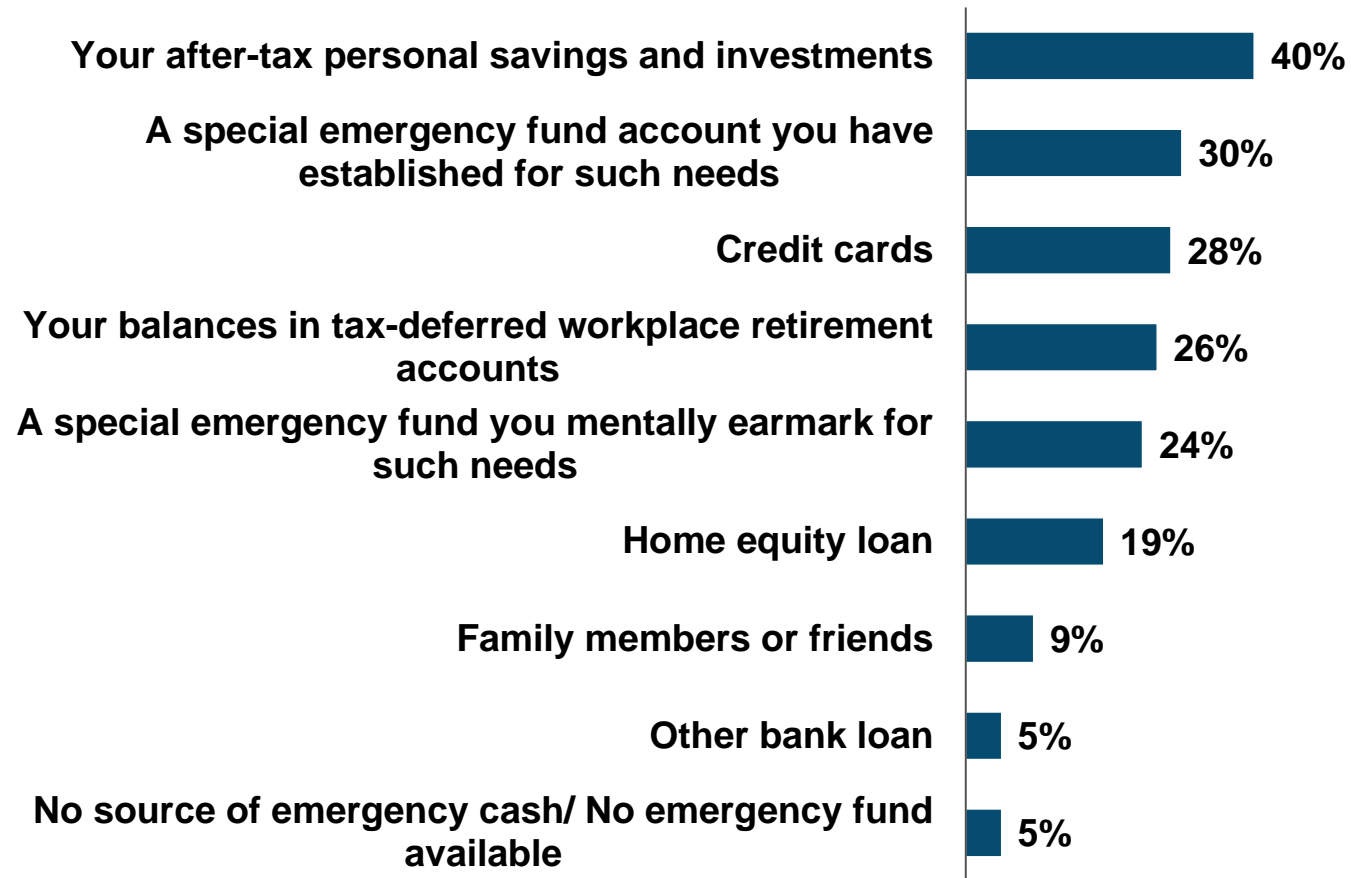 Your after-tax personal savings and investments 40%
A special emergency fund account you have
established for such needs 30%
Credit cards 28%
Your balances in tax-deferred workplace retirement
accounts 26%
A special emergency fund you mentally earmark for
such needs 24%
Home equity loan 19%
Family members or friends 9%
Other bank loan 5%
No source of emergency cash/ No emergency fund
available 5%